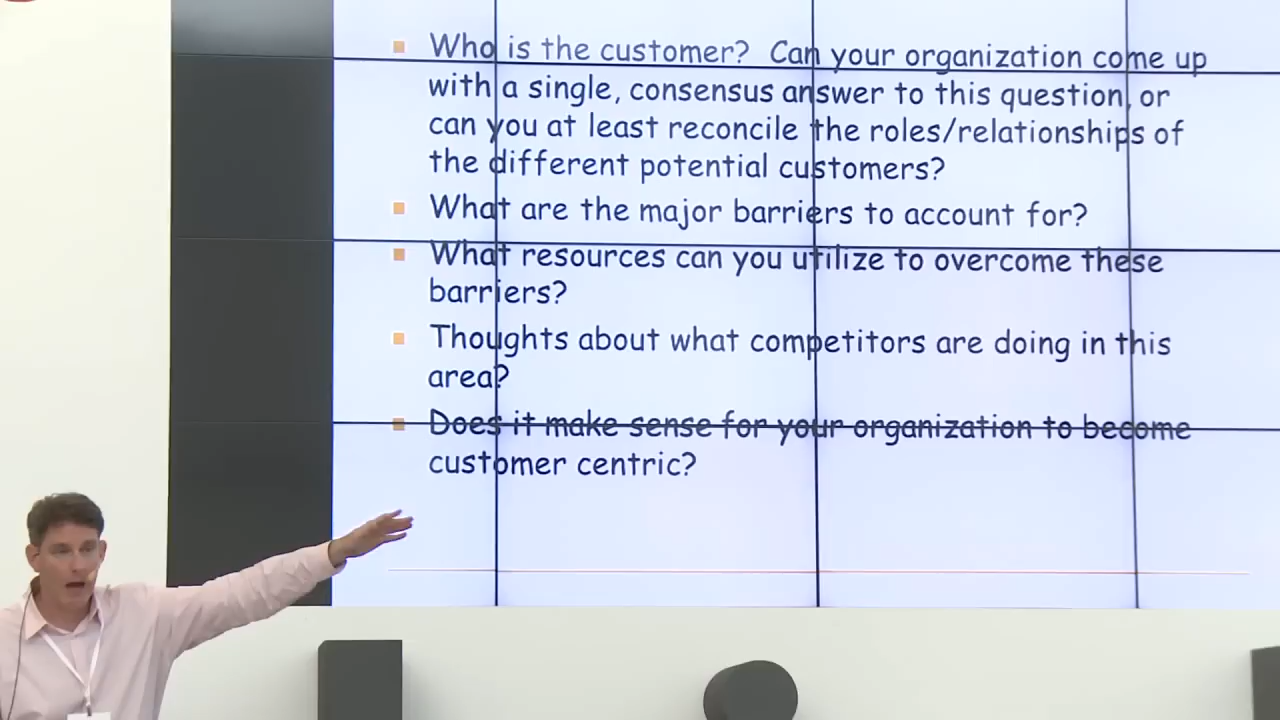 Who is the customer? Can your organization come up
with a single, consensus answer to this question, or
can you at least reconcile the roles/relationships of
the different potential customers?
What are the major barriers to account for?
What resources can you utilize to overcome these
barriers?
Thoughts about what competitors are doing in this
area?
Does it make sense for your organization to become
customer centric?